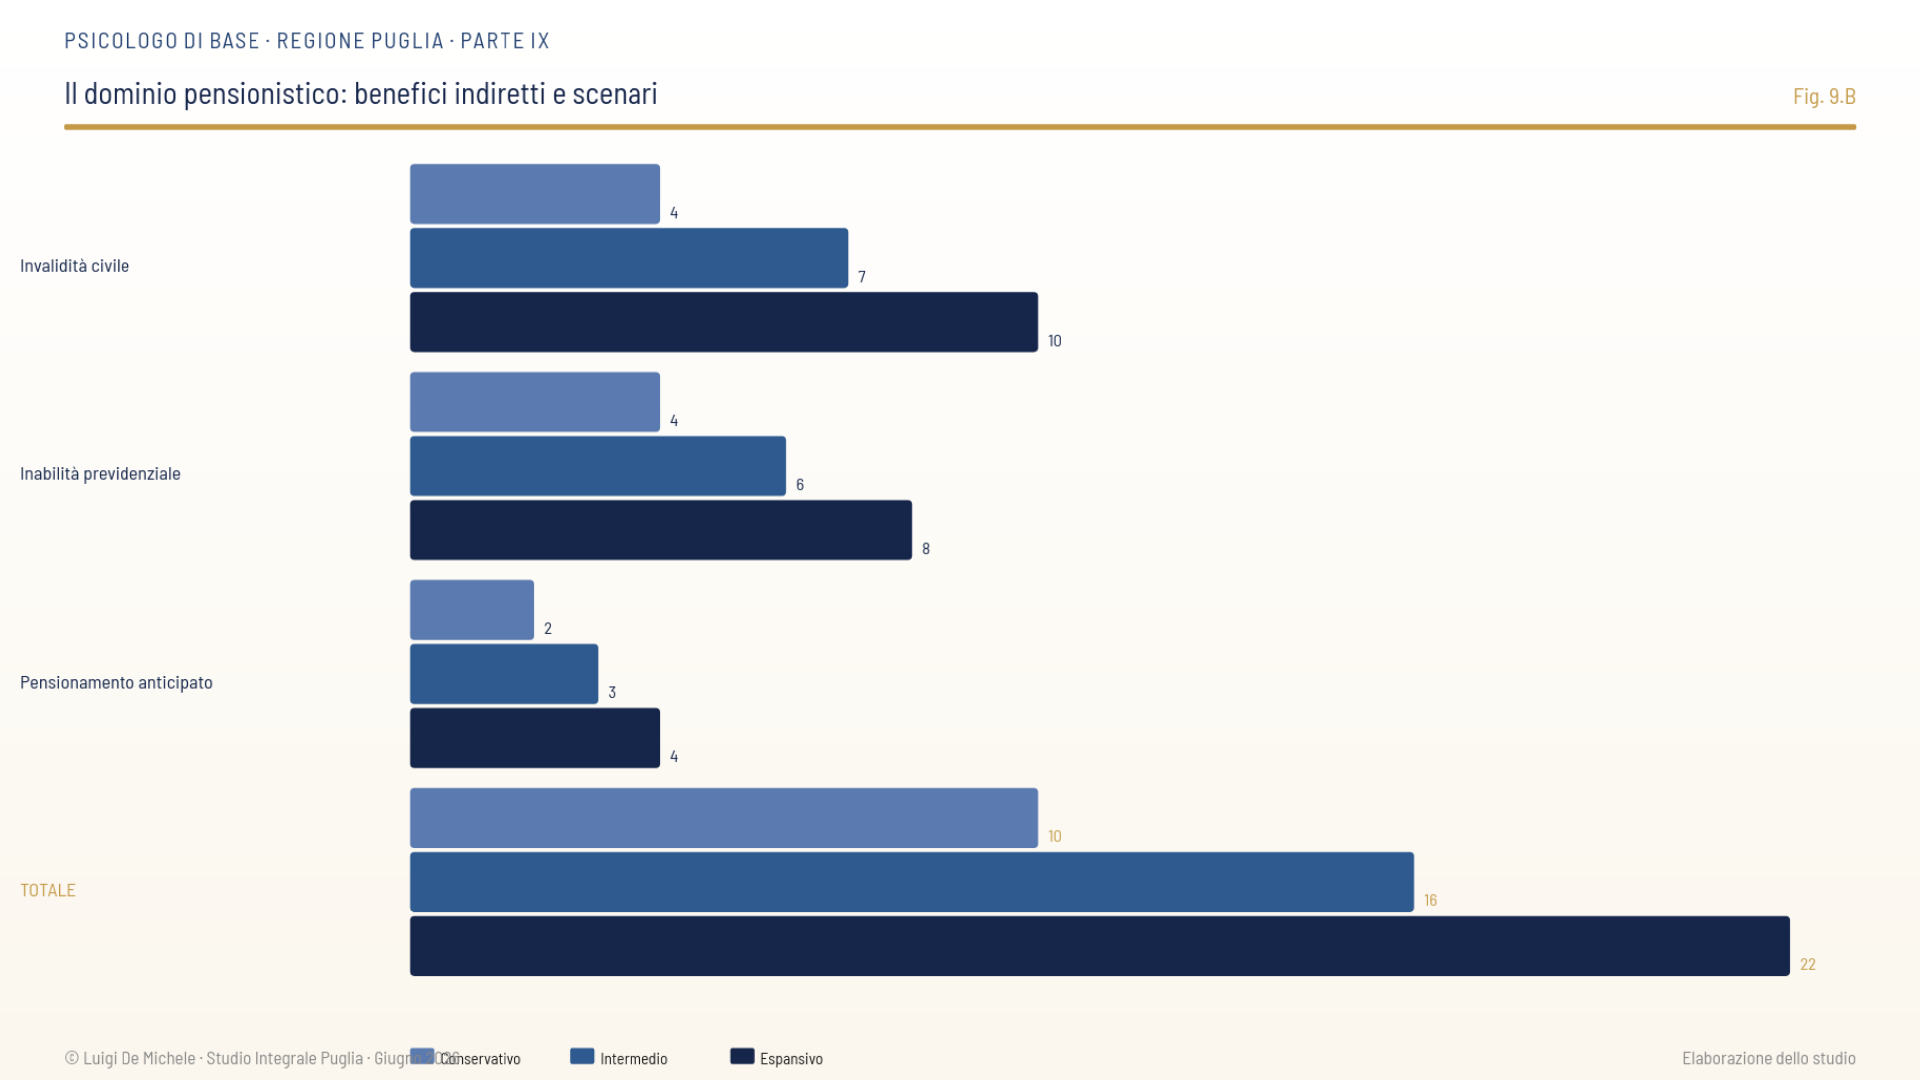 PSICOLOGO DI BASE · REGIONE PUGLIA · PARTE IX
Il dominio pensionistico: benefici indiretti e scenari
Fig. 9.B
4
Invalidità civile
7
10
4
Inabilità previdenziale
6
8
2
Pensionamento anticipato
3
4
10
TOTALE
16
22
© Luigi De Michele · Studio Integrale Puglia · Giugno 2026
Conservativo
Intermedio
Espansivo
Elaborazione dello studio